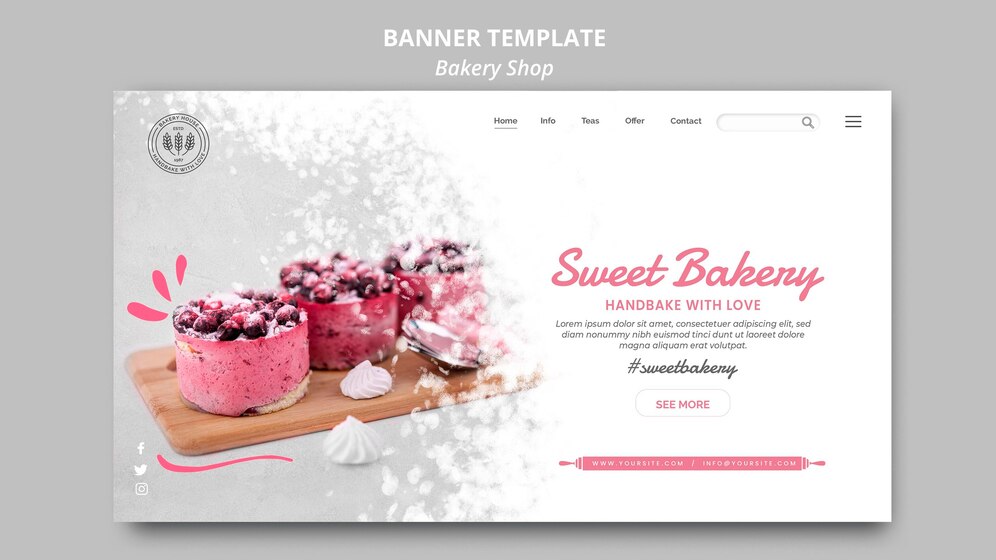 BANNER TEMPLATE
Bakery Shop
BAKERY HOUSE
ESTD
1987
HANDBAKE WITH LOVE
Home Info Teas Offer Contact
Sweet Bakery
HANDBAKE WITH LOVE
Lorem ipsum dolor sit amet, consectetuer adipiscing elit, sed
diam nonummy nibh euismod tinci dunt ut laoreet dolore
magna aliquam erat volutpat.
#sweetbakery
SEE MORE
WWW.YOURSITE.COM / INFO@YOURSITE.COM